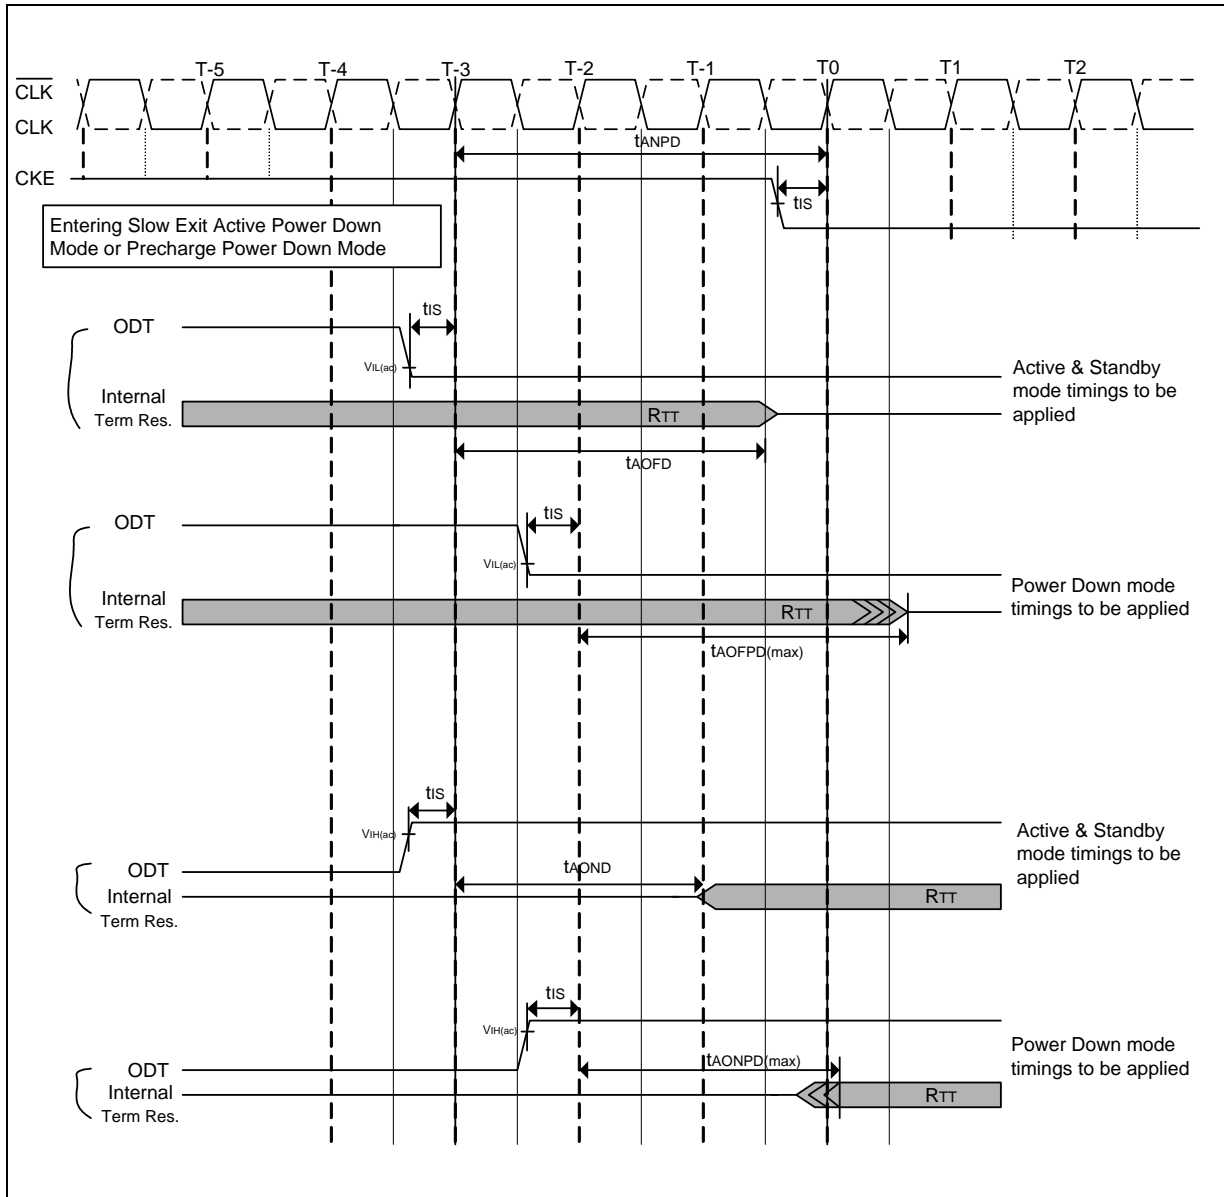 T-5 T-4 T-3 T-2 T-1 T0 T1 T2
CLK
CLK
tANPD
CKE
tIS
Entering Slow Exit Active Power Down
Mode or Precharge Power Down Mode
tIS
ODT
VIL(ac)
Active & Standby
mode timings to be
applied
Internal
Term Res.
RTT
tAOFD
tIS
ODT
VIL(ac)
Power Down mode
timings to be applied
Internal
Term Res.
RTT
tAOFPD(max)
tIS
VIH(ac)
Active & Standby
mode timings to be
applied
ODT
tAOND
Internal
Term Res.
RTT
tIS
VIH(ac)
Power Down mode
timings to be applied
ODT
tAONPD(max)
Internal
Term Res.
RTT